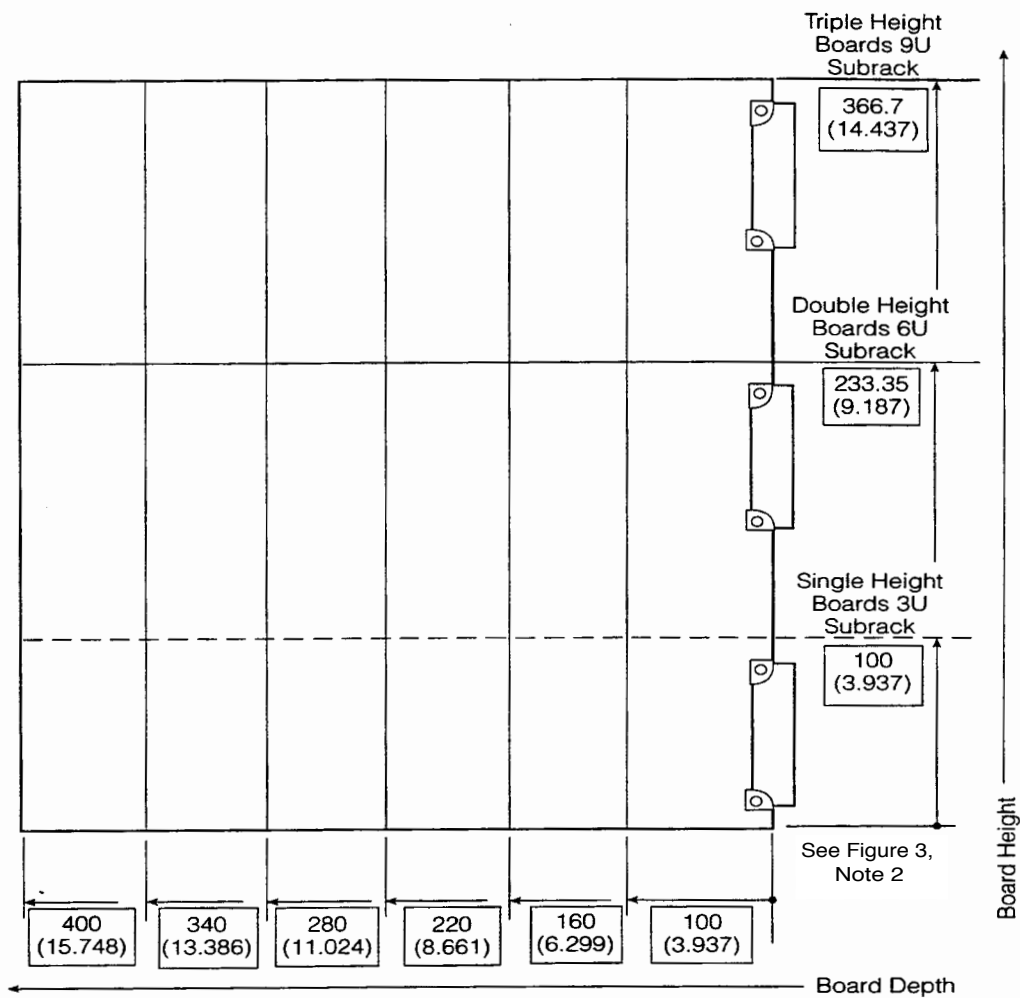 Triple Height
Boards 9U
Subrack
366.7
(14.437)
Double Height
Boards 6U
Subrack
233.35
(9.187)
Single Height
Boards 3U
Subrack
100
(3.937)
See Figure 3,
Note 2
Board Height
400
(15.748)
340
(13.386)
280
(11.024)
220
(8.661)
160
(6.299)
100
(3.937)
Board Depth